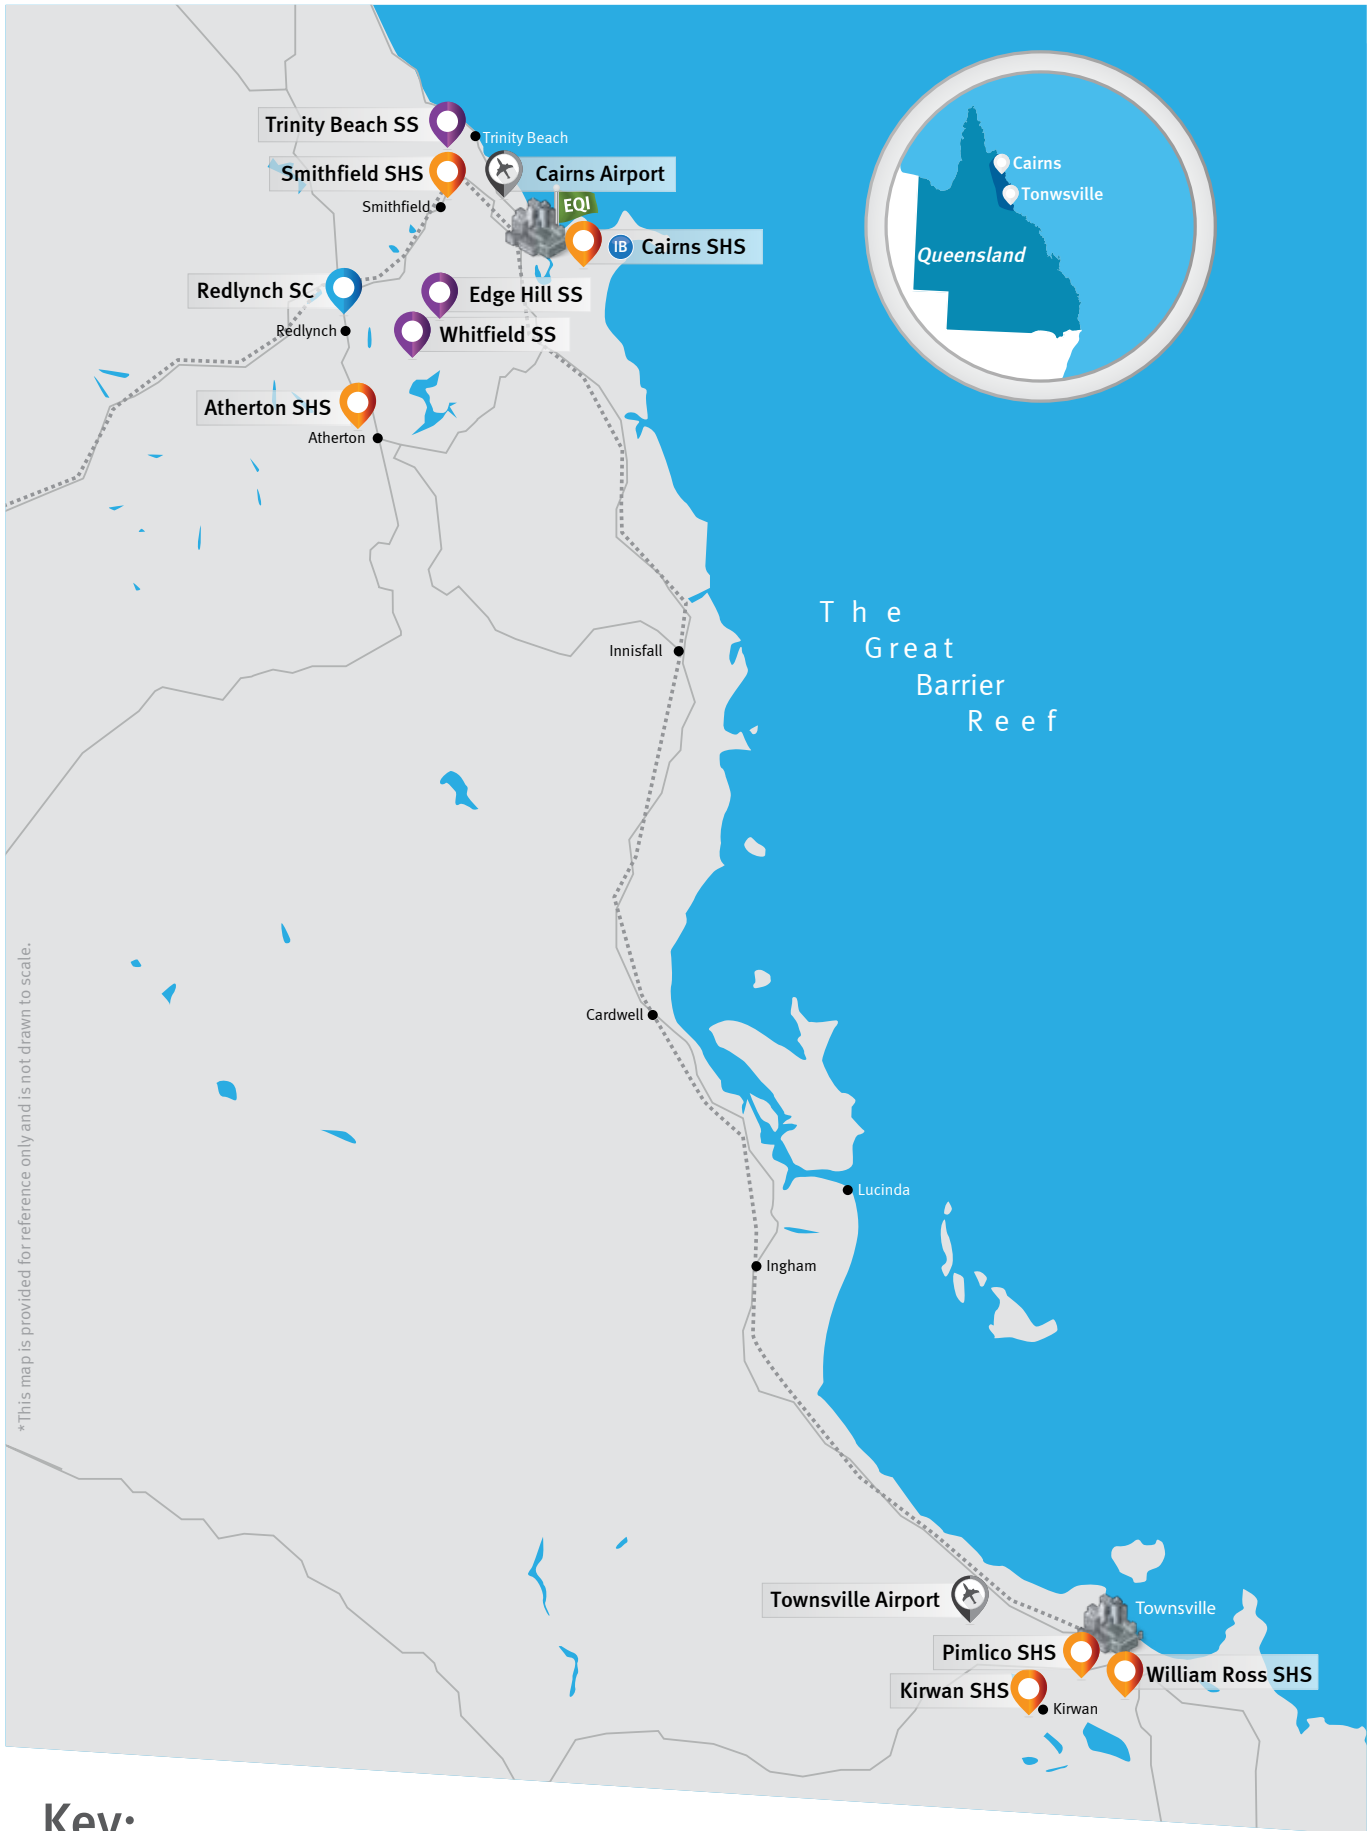 Trinity Beach SS
Trinity Beach
Smithfield SHS
Cairns Airport
Smithfield
EQI
IB Cairns SHS
Cairns
Tonwsville
Queensland
Redlynch SC
Edge Hill SS
Redlynch
Whitfield SS
Atherton SHS
Atherton
The
Great
Barrier
Reef
Innisfall
Cardwell
*This map is provided for reference only and is not drawn to scale.
Lucinda
Ingham
Townsville Airport
Townsville
Pimlico SHS
William Ross SHS
Kirwan SHS
Kirwan
Key: